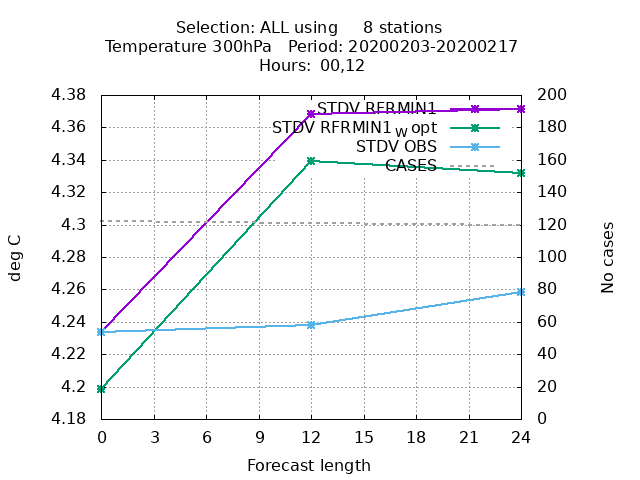 Selection: ALL using 8 stations
Temperature 300hPa Period: 20200203-20200217
Hours: 00,12
STDV RFRMIN1
STDV RFRMIN1_w opt
STDV OBS
CASES
4.38
4.36
4.34
4.32
4.3
4.28
4.26
4.24
4.22
4.2
4.18
200
180
160
140
120
100
80
60
40
20
0
deg C
No cases
0 3 6 9 12 15 18 21 24
Forecast length